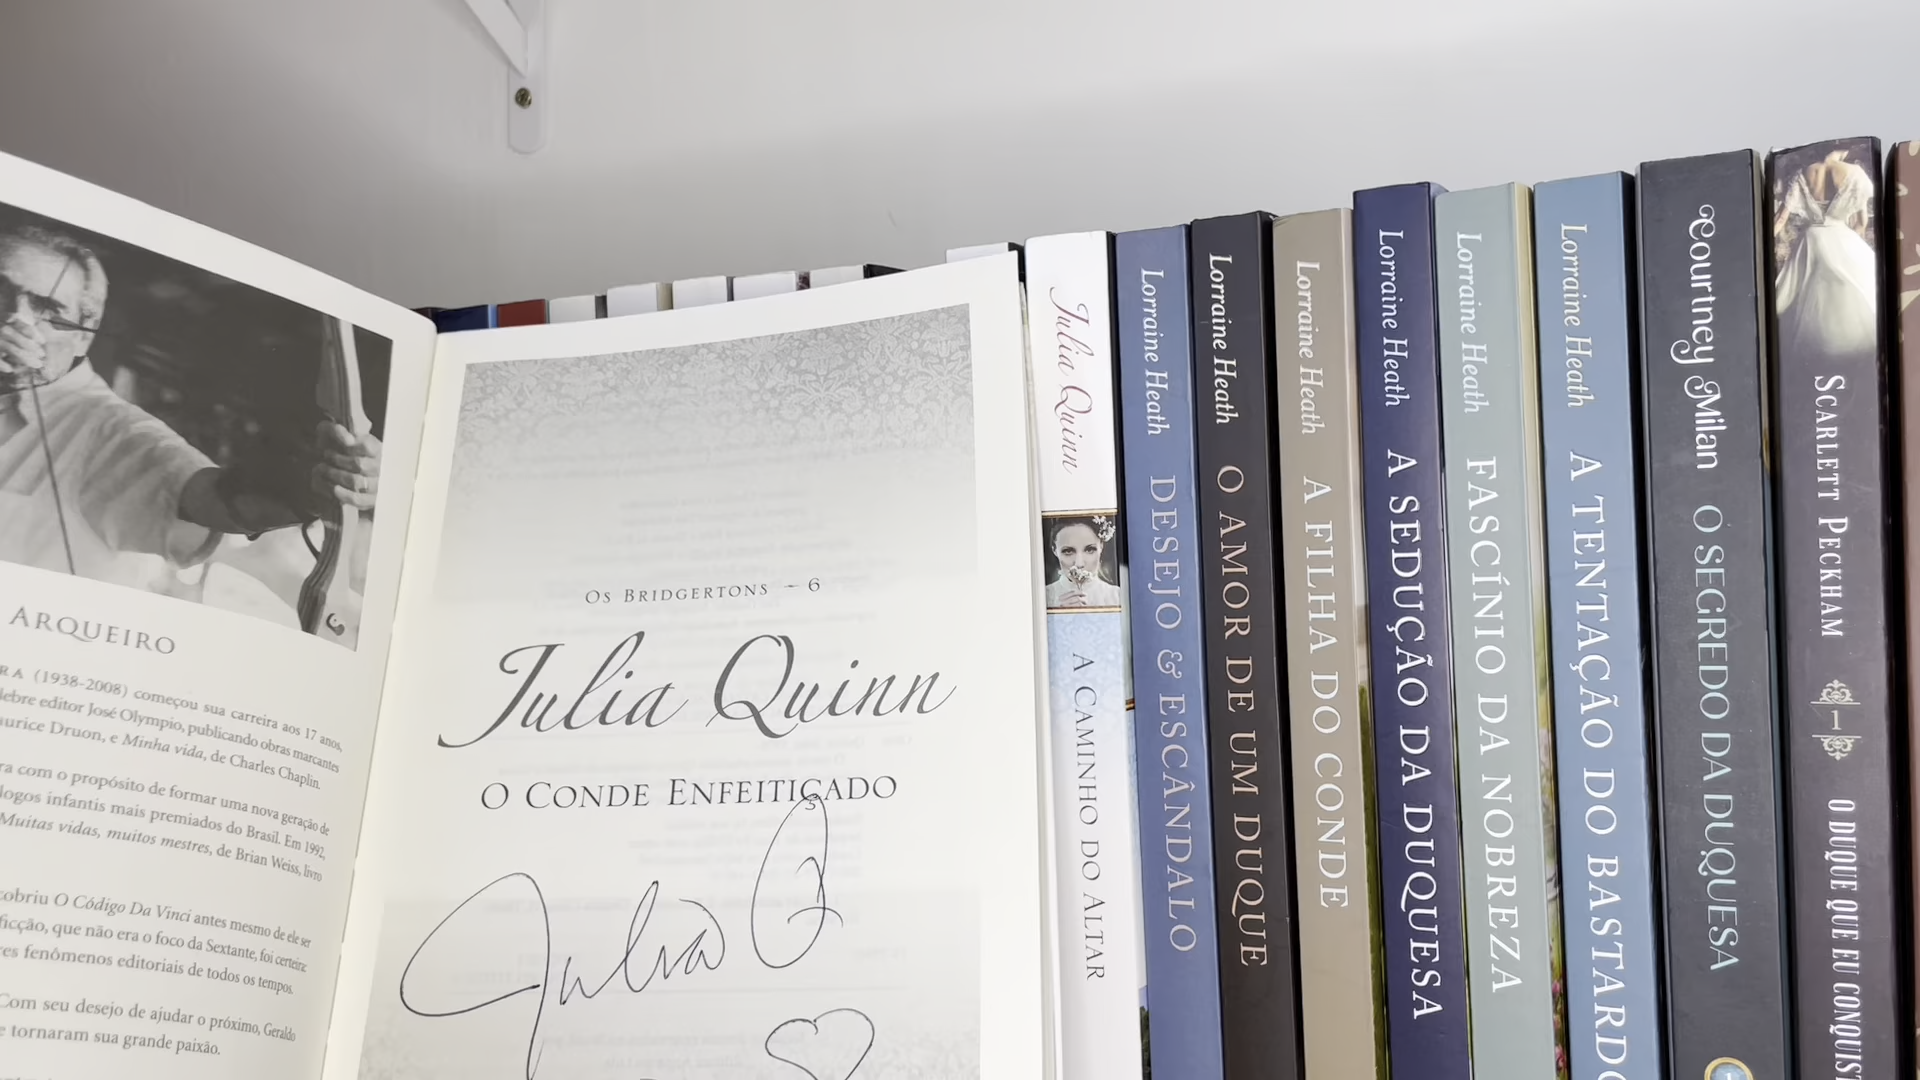 ARQUEIRO
RA (1938-2008) começou sua carreira aos 17 anos,
lebre editor José Olympio, publicando obras marcantes
aurice Druon, e Minha vida, de Charles Chaplin.
ra com o propósito de formar uma nova geração de
logos infantis mais premiados do Brasil. Em 1992,
Muitas vidas, muitos mestres, de Brian Weiss, livro
cobriu O Código Da Vinci antes mesmo de ele ser
ficção, que não era o foco da Sextante, foi certeira:
res fenômenos editoriais de todos os tempos.
Com seu desejo de ajudar o próximo, Geraldo
e tornaram sua grande paixão.
OS BRIDGERTONS – 6
Julia Quinn
O CONDE ENFEITIÇADO
Julia Q
Julia Quinn
A CAMINHO DO ALTAR
Lorraine Heath DESEJO & ESCÂNDALO
Lorraine Heath O AMOR DE UM DUQUE
Lorraine Heath A FILHA DO CONDE
Lorraine Heath A SEDUÇÃO DA DUQUESA
Lorraine Heath FASCÍNIO DA NOBREZA
Lorraine Heath A TENTAÇÃO DO BASTARDO
Courtney Milan O SEGREDO DA DUQUESA
SCARLETT PECKHAM 1 O DUQUE QUE EU CONQUIST